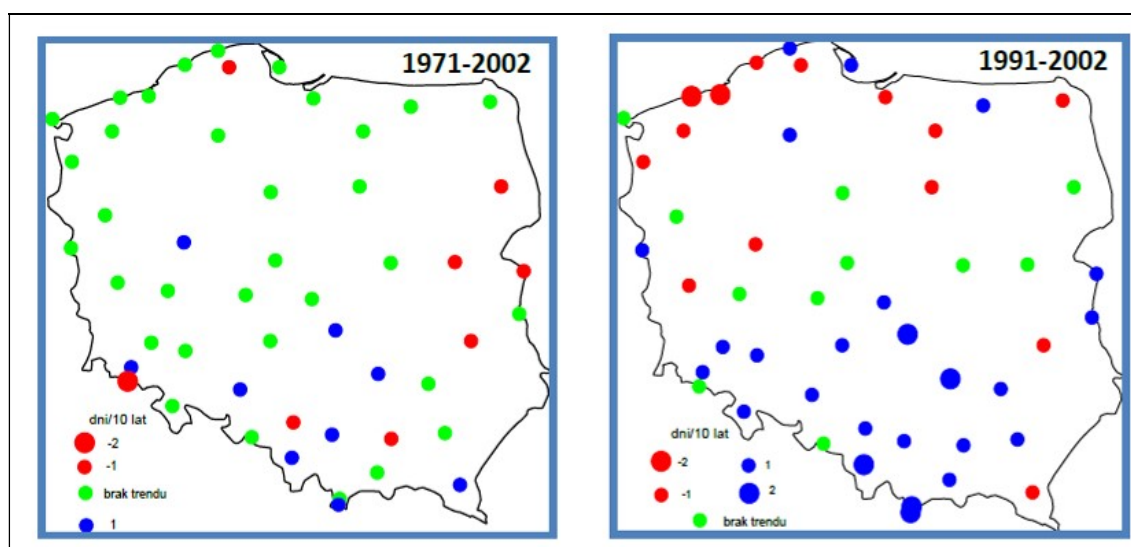 1971-2002
dni/10 lat
-2
-1
brak trendu
1
1991-2002
dni/10 lat
-2
1
-1
2
brak trendu